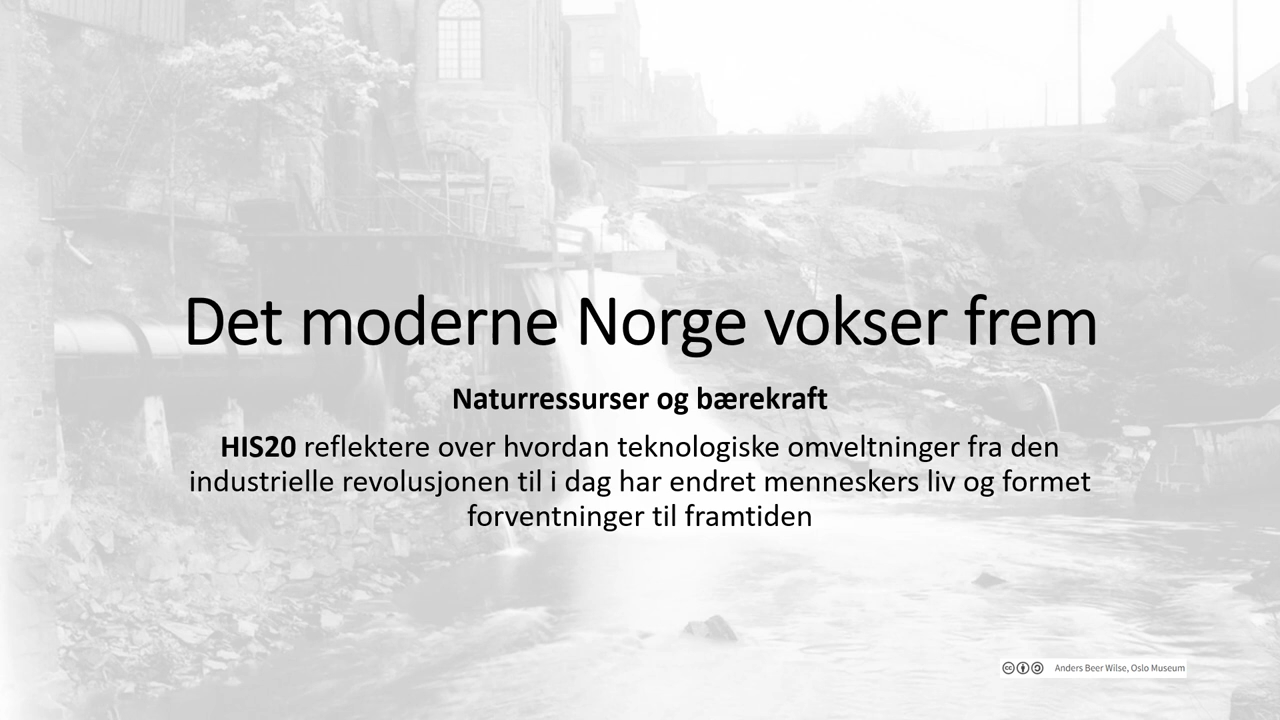 Det moderne Norge vokser frem
Naturressurser og bærekraft
HIS20 reflektere over hvordan teknologiske omveltninger fra den
industrielle revolusjonen til i dag har endret menneskers liv og formet
forventninger til framtiden
Anders Beer Wilse, Oslo Museum